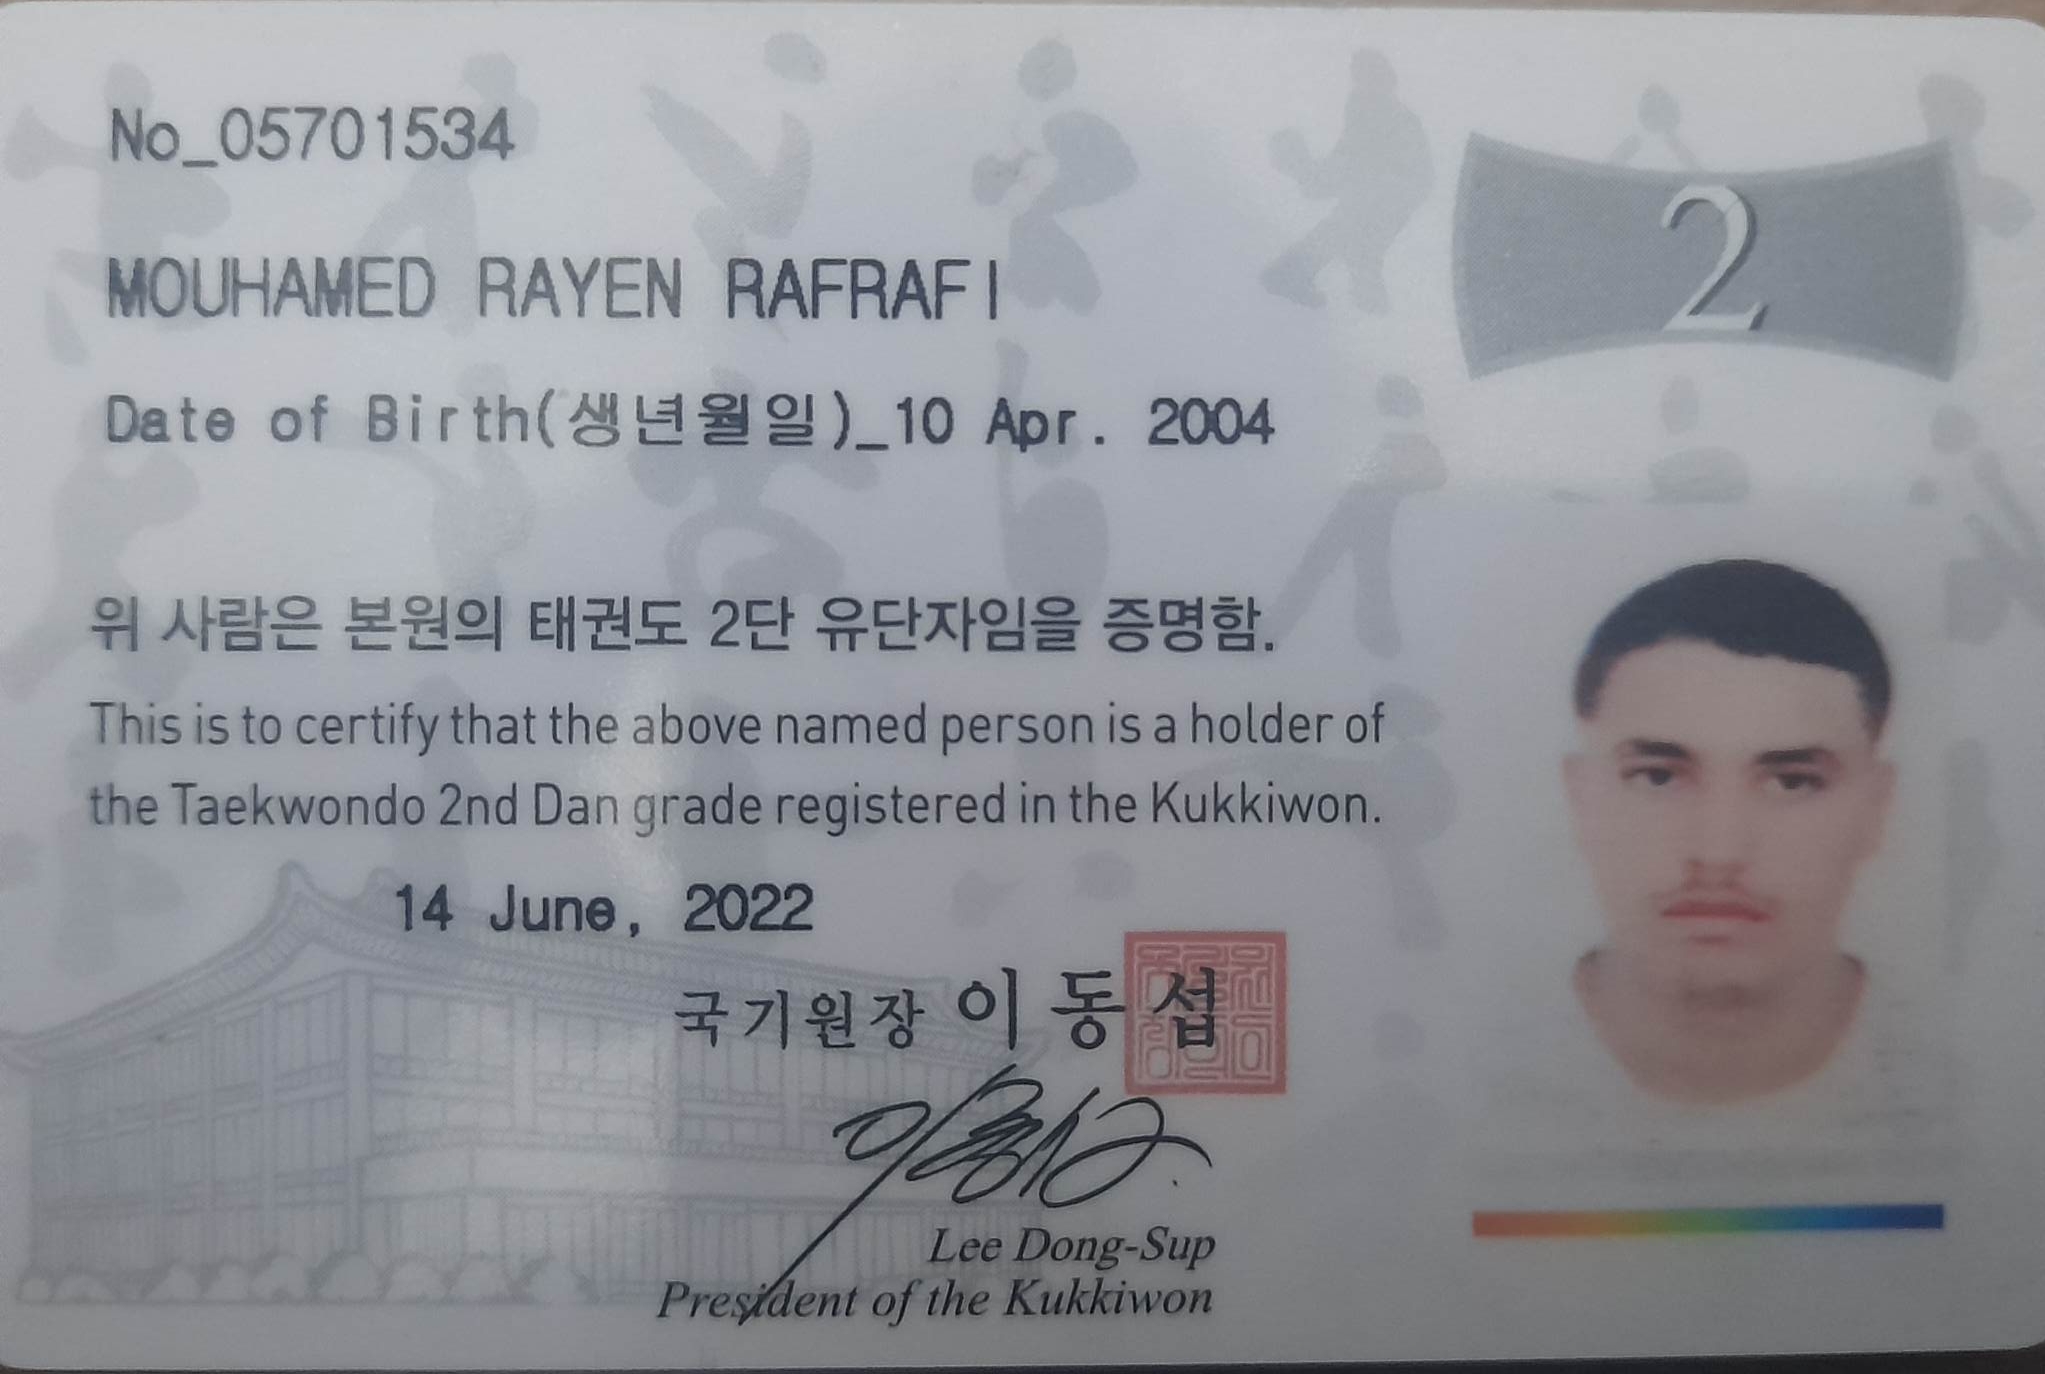 No_05701534
2
MOUHAMED RAYEN RAFRAFI
Date of Birth(생년월일)_10 Apr. 2004
위 사람은 본원의 태권도 2단 유단자임을 증명함.
This is to certify that the above named person is a holder of
the Taekwondo 2nd Dan grade registered in the Kukkiwon.
14 June, 2022
국기원장 이동섭
Lee Dong-Sup
President of the Kukkiwon